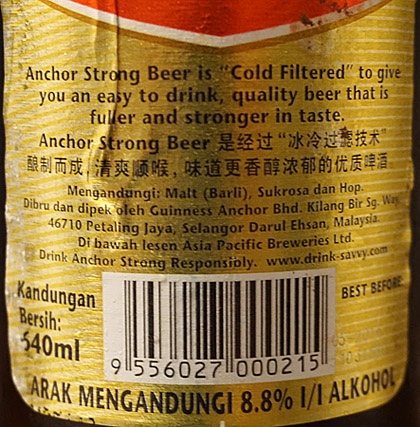 Anchor Strong Beer is "Cold Filtered" to give
you an easy to drink, quality beer that is
fuller and stronger in taste.
Anchor Strong Beer 是经过“冰冷过滤技术”
酿制而成,清爽顺喉,味道更香醇浓郁的优质啤酒
Mengandungi: Malt (Barli), Sukrosa dan Hop.
Dibru dan dipek oleh Guinness Anchor Bhd. Kilang Bir Sg. Way,
46710 Petaling Jaya, Selangor Darul Ehsan, Malaysia.
Di bawah lesen Asia Pacific Breweries Ltd.
Drink Anchor Strong Responsibly. www.drink-savvy.com
Kandungan
Bersih:
640ml
BEST BEFORE:
9 556027 000215
ARAK MENGANDUNGI 8.8% I/I ALKOHOL